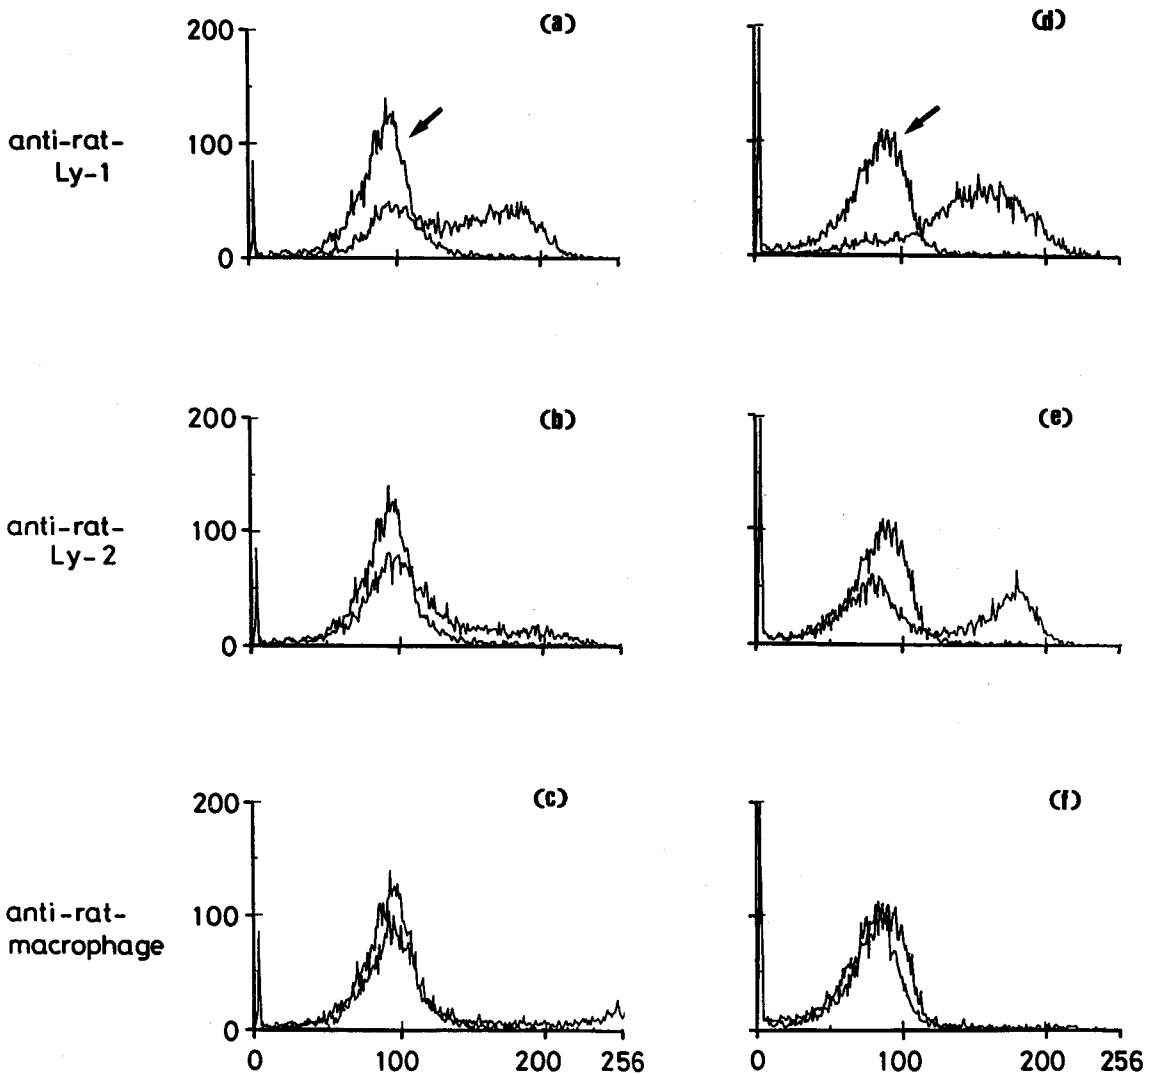 (a)
(d)
200
anti-rat-
Ly-1
100
0
(b)
(e)
200
anti-rat-
Ly-2
100
0
(c)
(f)
200
anti-rat-
macrophage
100
0
0 100 200 256
0 100 200 256